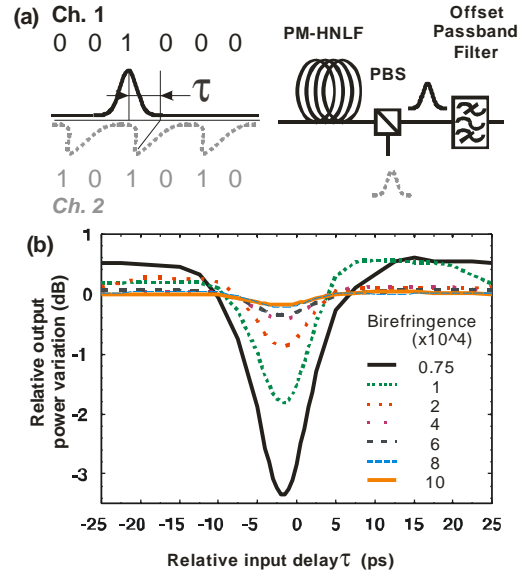 (a)
Ch. 1
0 0 1 0 0 0
τ
1 0 1 0 1 0
Ch. 2
PM-HNLF
PBS
Offset
Passband
Filter
(b)
Relative output
power variation (dB)
1
0
-1
-2
-3
Birefringence
(x10^4)
0.75
1
2
4
6
8
10
-25 -20 -15 -10 -5 0 5 10 15 20 25
Relative input delay τ (ps)